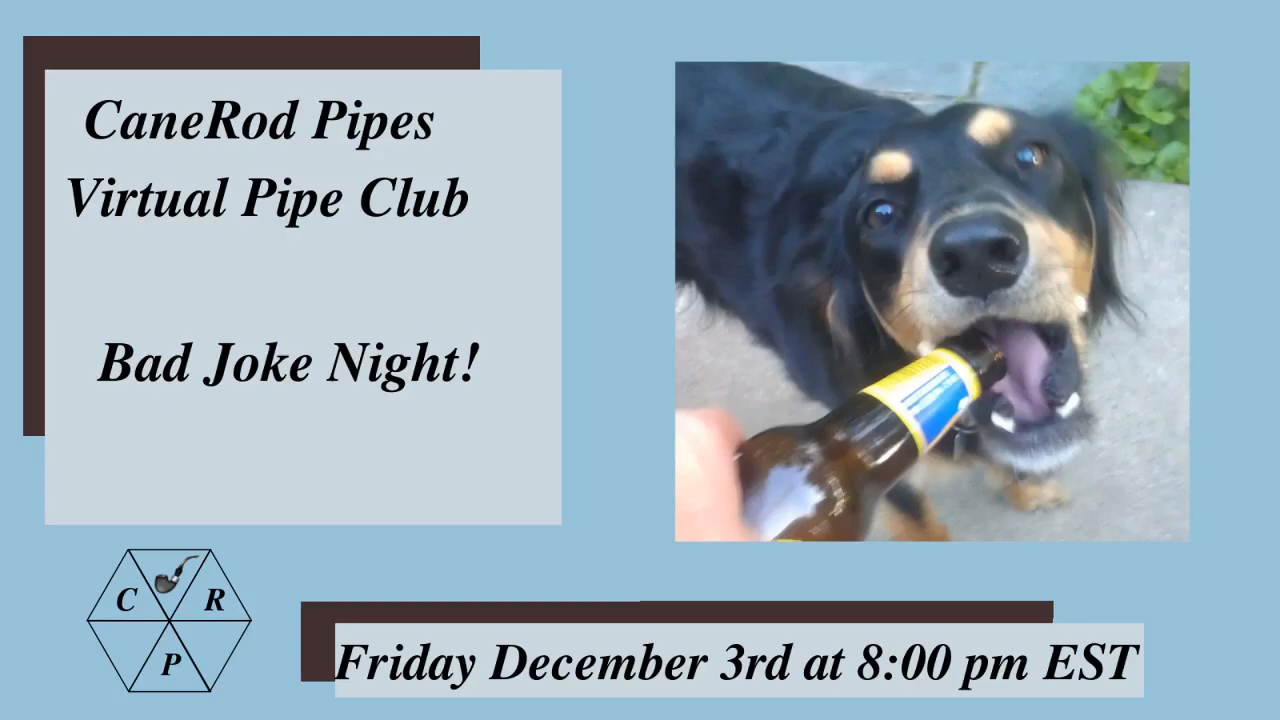 CaneRod Pipes
Virtual Pipe Club
Bad Joke Night!
C R
P
Friday December 3rd at 8:00 pm EST